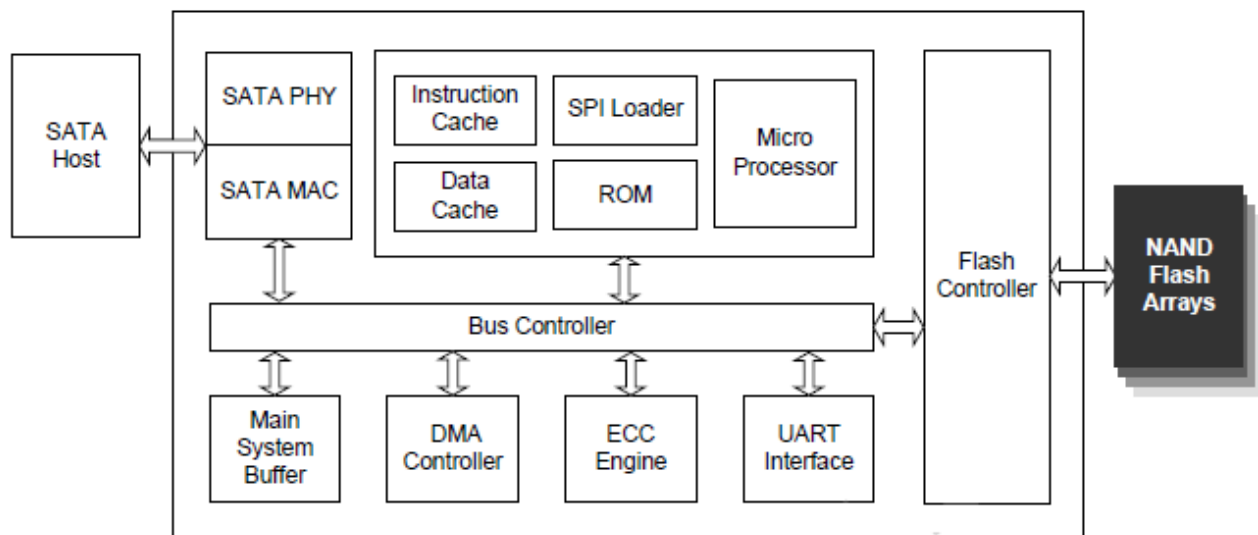 SATA
Host
SATA PHY
SATA MAC
Instruction
Cache
SPI Loader
Data
Cache
ROM
Micro
Processor
Bus Controller
Flash
Controller
NAND
Flash
Arrays
Main
System
Buffer
DMA
Controller
ECC
Engine
UART
Interface